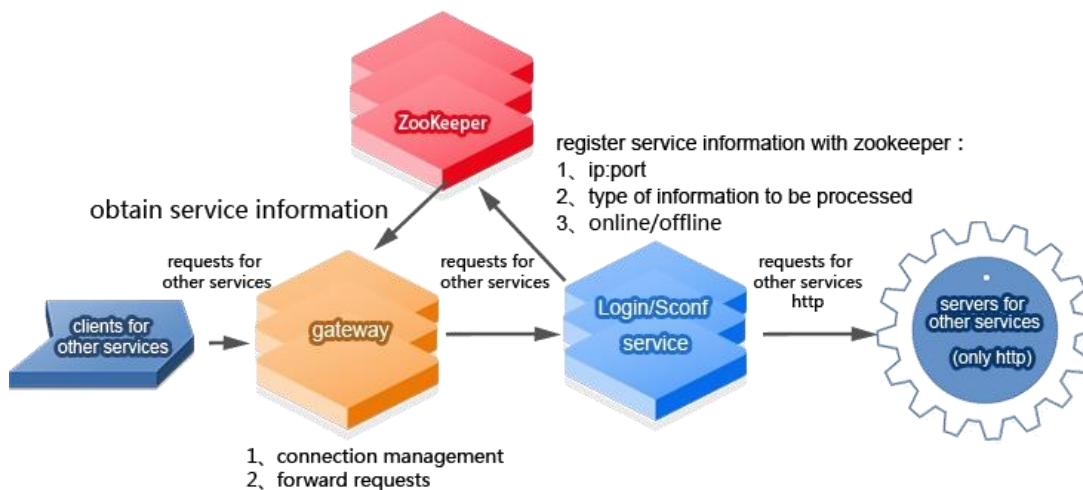 ZooKeeper
register service information with zookeeper :
1、ip:port
2、type of information to be processed
3、online/offline
obtain service information
requests for
other services
requests for
other services
requests for
other services
http
clients for
other services
gateway
Login/Sconf
service
servers for
other services
(only http)
1、connection management
2、forward requests